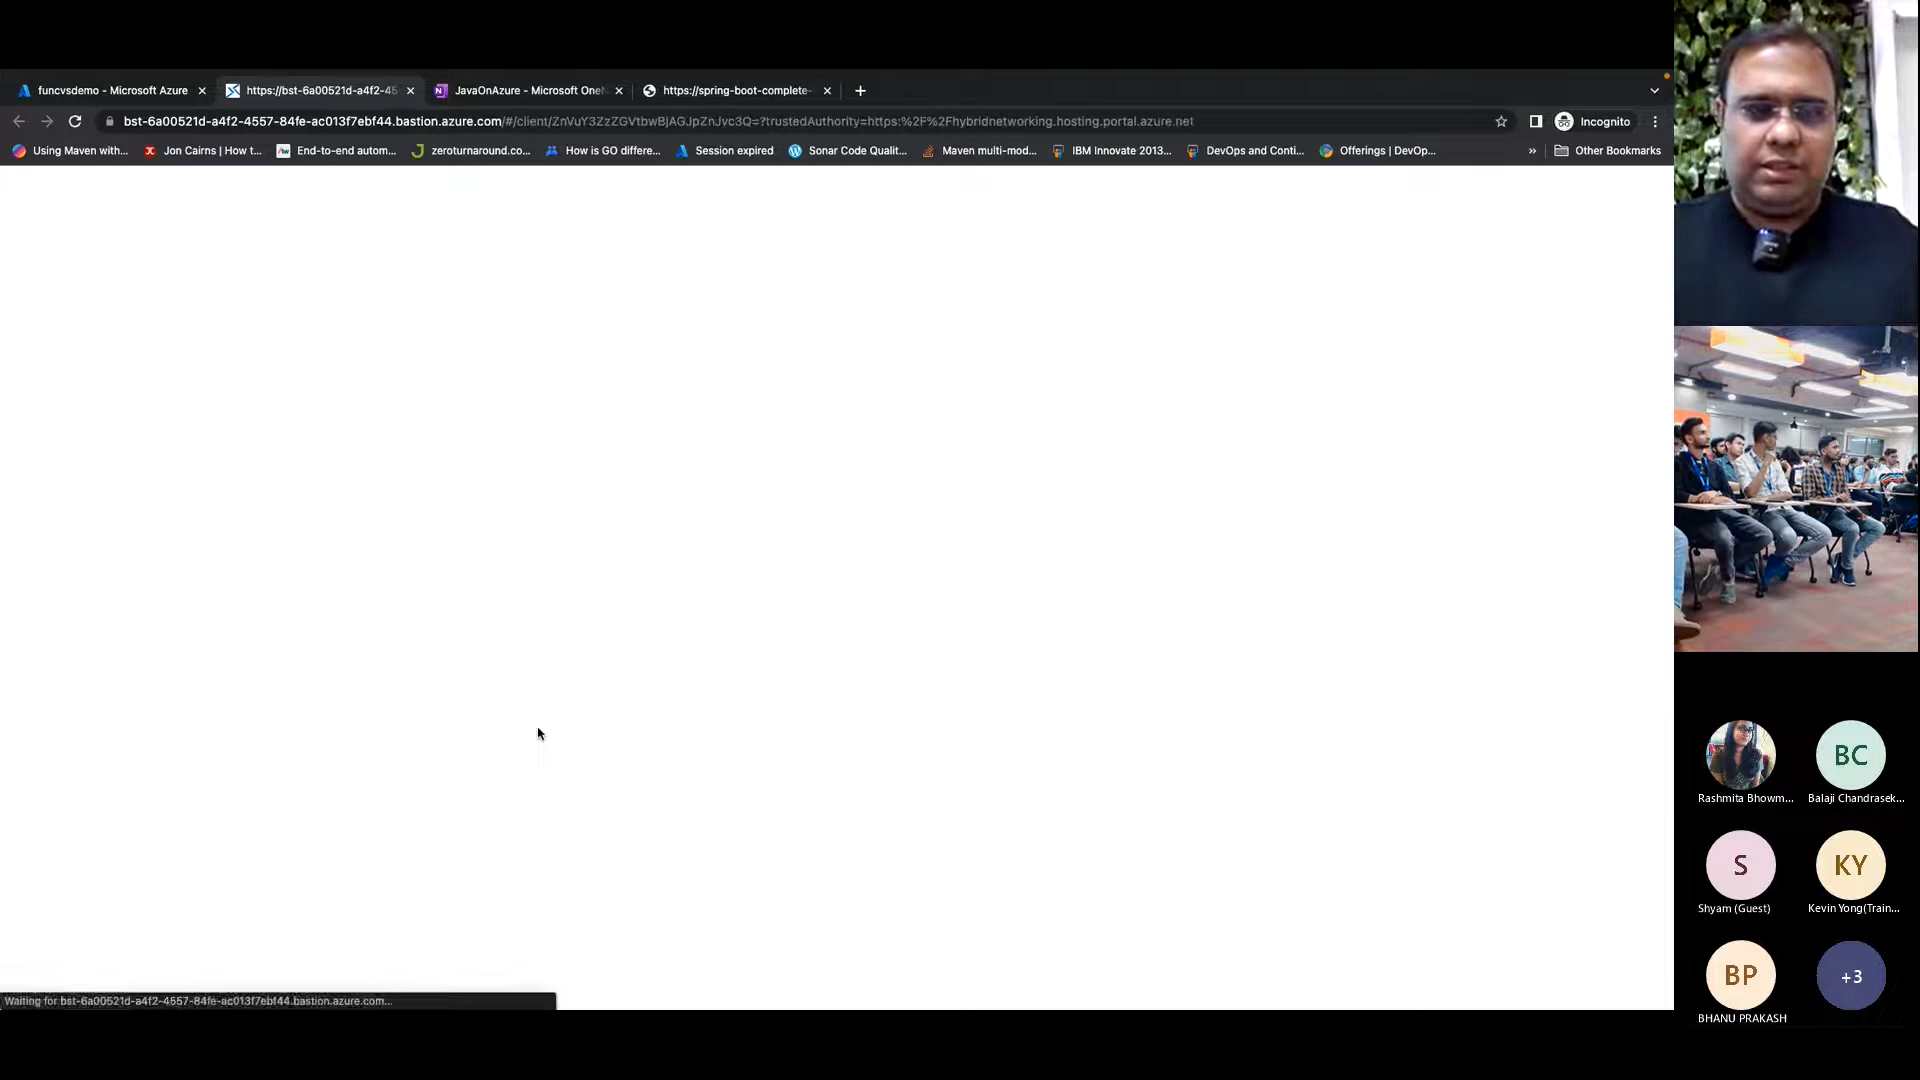 funcvsdemo - Microsoft Azure
https://bst-6a00521d-a4f2-45
JavaOnAzure - Microsoft OneN
https://spring-boot-complete-
bst-6a00521d-a4f2-4557-84fe-ac013f7ebf44.bastion.azure.com/#/client/ZnVuY3ZzZGVtbwBjAGJpZnJyc3Q=?trustedAuthority=https:%2F%2Fhybridnetworking.hosting.portal.azure.net
Incognito
Using Maven with...
Jon Cairns | How t...
End-to-end autom...
zeroturnaround.co...
How is GO differe...
Session expired
Sonar Code Qualit...
Maven multi-mod...
IBM Innovate 2013...
DevOps and Conti...
Offerings | DevOp...
»
Other Bookmarks
Waiting for bst-6a00521d-a4f2-4557-84fe-ac013f7ebf44.bastion.azure.com...
Rashmita Bhowm...
BC
Balaji Chandrasek...
S
Shyam (Guest)
KY
Kevin Yong(Train...
BP
BHANU PRAKASH
+3